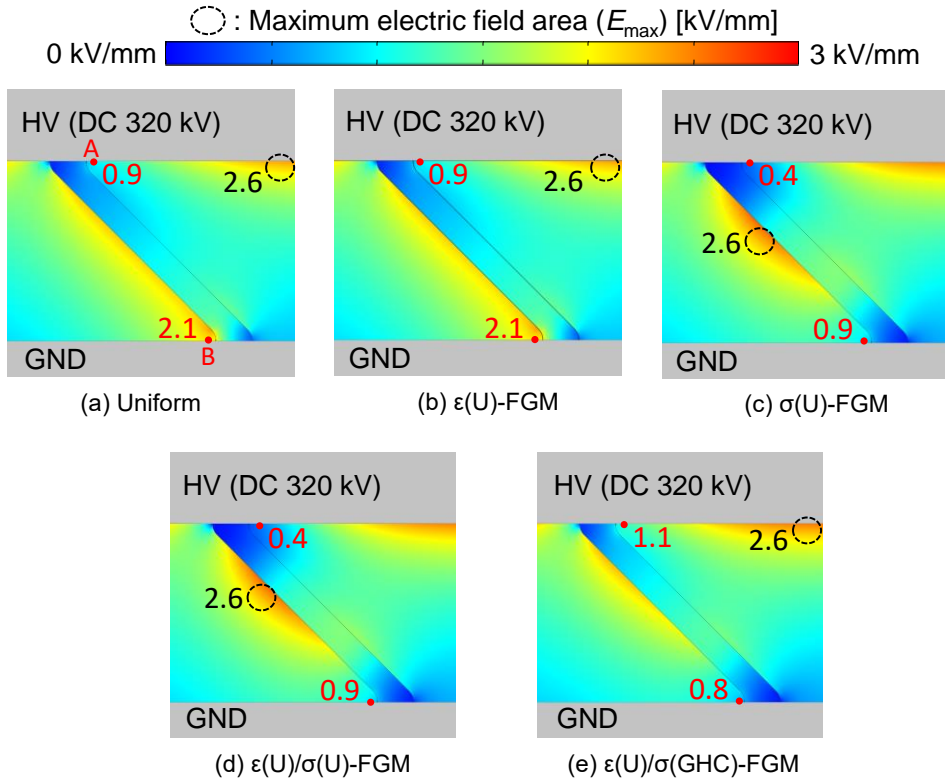 : Maximum electric field area (Emax) [kV/mm]
0 kV/mm 3 kV/mm
HV (DC 320 kV) HV (DC 320 kV) HV (DC 320 kV)
A
0.9 2.6 0.9 2.6 0.4
2.6
2.1 2.1 0.9
B
GND GND GND
(a) Uniform (b) ε(U)-FGM (c) σ(U)-FGM
HV (DC 320 kV) HV (DC 320 kV)
0.4 1.1 2.6
2.6
0.9 0.8
GND GND
(d) ε(U)/σ(U)-FGM (e) ε(U)/σ(GHC)-FGM